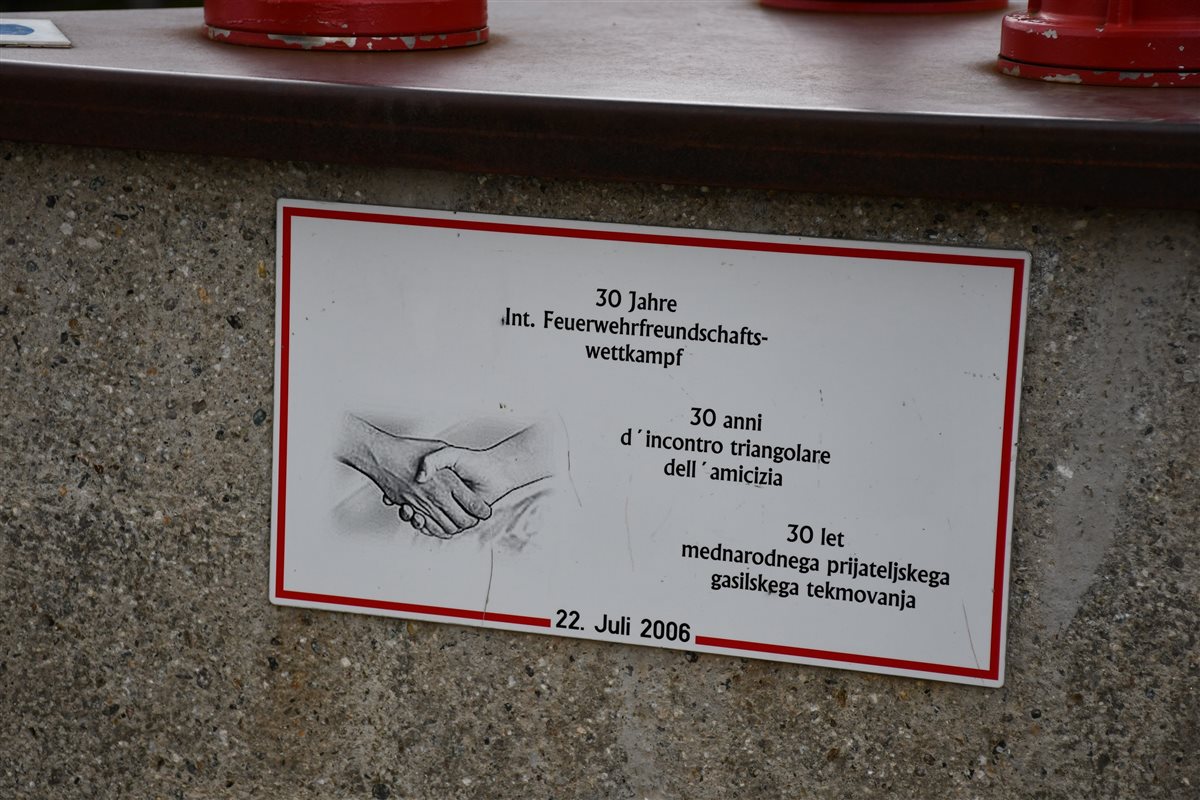 30 Jahre
Int. Feuerwehrfreundschafts-
wettkampf
30 anni
d´incontro triangolare
dell´amicizia
30 let
mednarodnega prijateljskega
gasilskega tekmovanja
22. Juli 2006